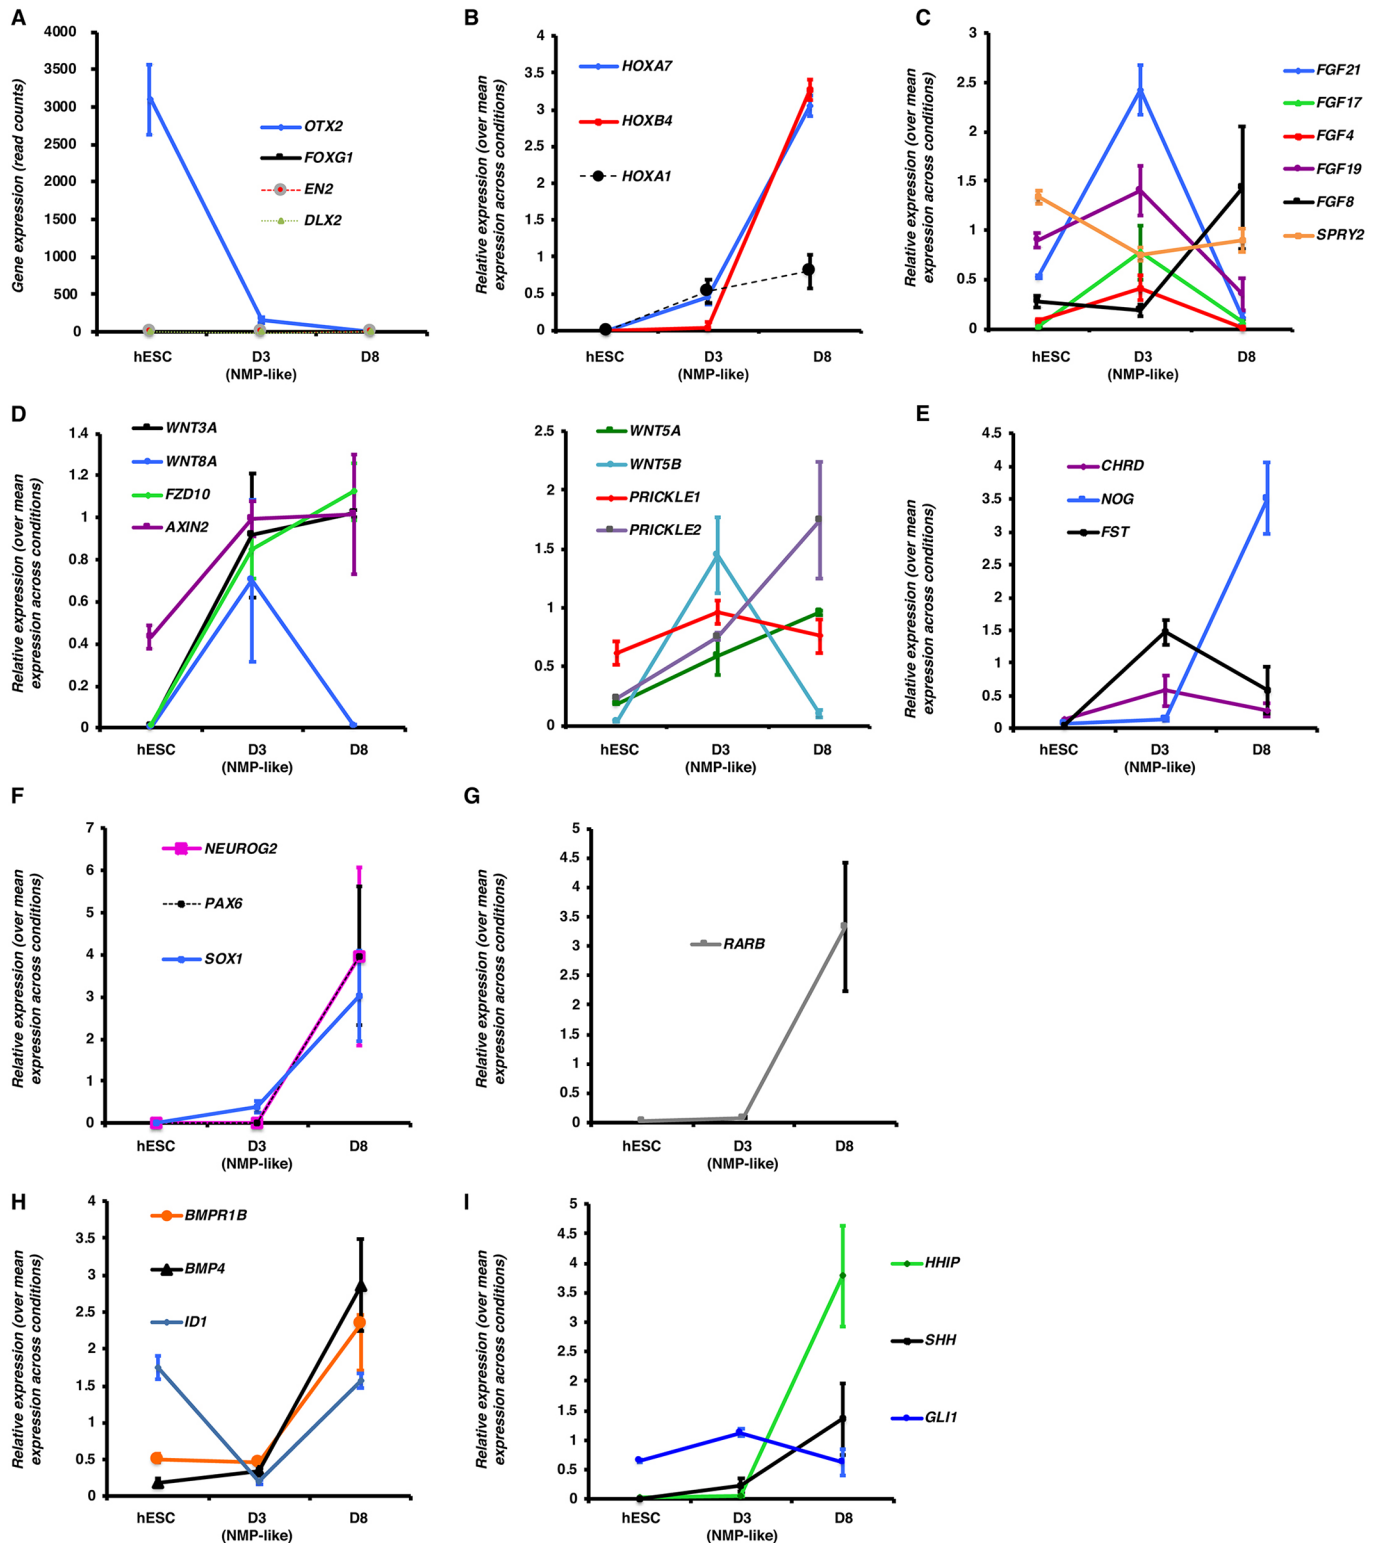 A
Gene expression (read counts)
4000
3500
3000
2500
2000
1500
1000
500
0
OTX2
FOXG1
EN2
DLX2
hESC
D3
(NMP-like)
D8
B
Relative expression (over mean
expression across conditions)
4
3.5
3
2.5
2
1.5
1
0.5
0
HOXA7
HOXB4
HOXA1
hESC
D3
(NMP-like)
D8
C
Relative expression (over mean
expression across conditions)
3
2.5
2
1.5
1
0.5
0
FGF21
FGF17
FGF4
FGF19
FGF8
SPRY2
hESC
D3
(NMP-like)
D8
D
Relative expression (over mean
expression across conditions)
1.4
1.2
1
0.8
0.6
0.4
0.2
0
WNT3A
WNT8A
FZD10
AXIN2
hESC
D3
(NMP-like)
D8
2.5
2
1.5
1
0.5
0
WNT5A
WNT5B
PRICKLE1
PRICKLE2
hESC
D3
(NMP-like)
D8
E
Relative expression (over mean
expression across conditions)
4.5
4
3.5
3
2.5
2
1.5
1
0.5
0
CHRD
NOG
FST
hESC
D3
(NMP-like)
D8
F
Relative expression (over mean
expression across conditions)
7
6
5
4
3
2
1
0
NEUROG2
PAX6
SOX1
hESC
D3
(NMP-like)
D8
G
Relative expression (over mean
expression across conditions)
5
4.5
4
3.5
3
2.5
2
1.5
1
0.5
0
RARB
hESC
D3
(NMP-like)
D8
H
Relative expression (over mean
expression across conditions)
4
3.5
3
2.5
2
1.5
1
0.5
0
BMPR1B
BMP4
ID1
hESC
D3
(NMP-like)
D8
I
Relative expression (over mean
expression across conditions)
5
4.5
4
3.5
3
2.5
2
1.5
1
0.5
0
HHIP
SHH
GLI1
hESC
D3
(NMP-like)
D8